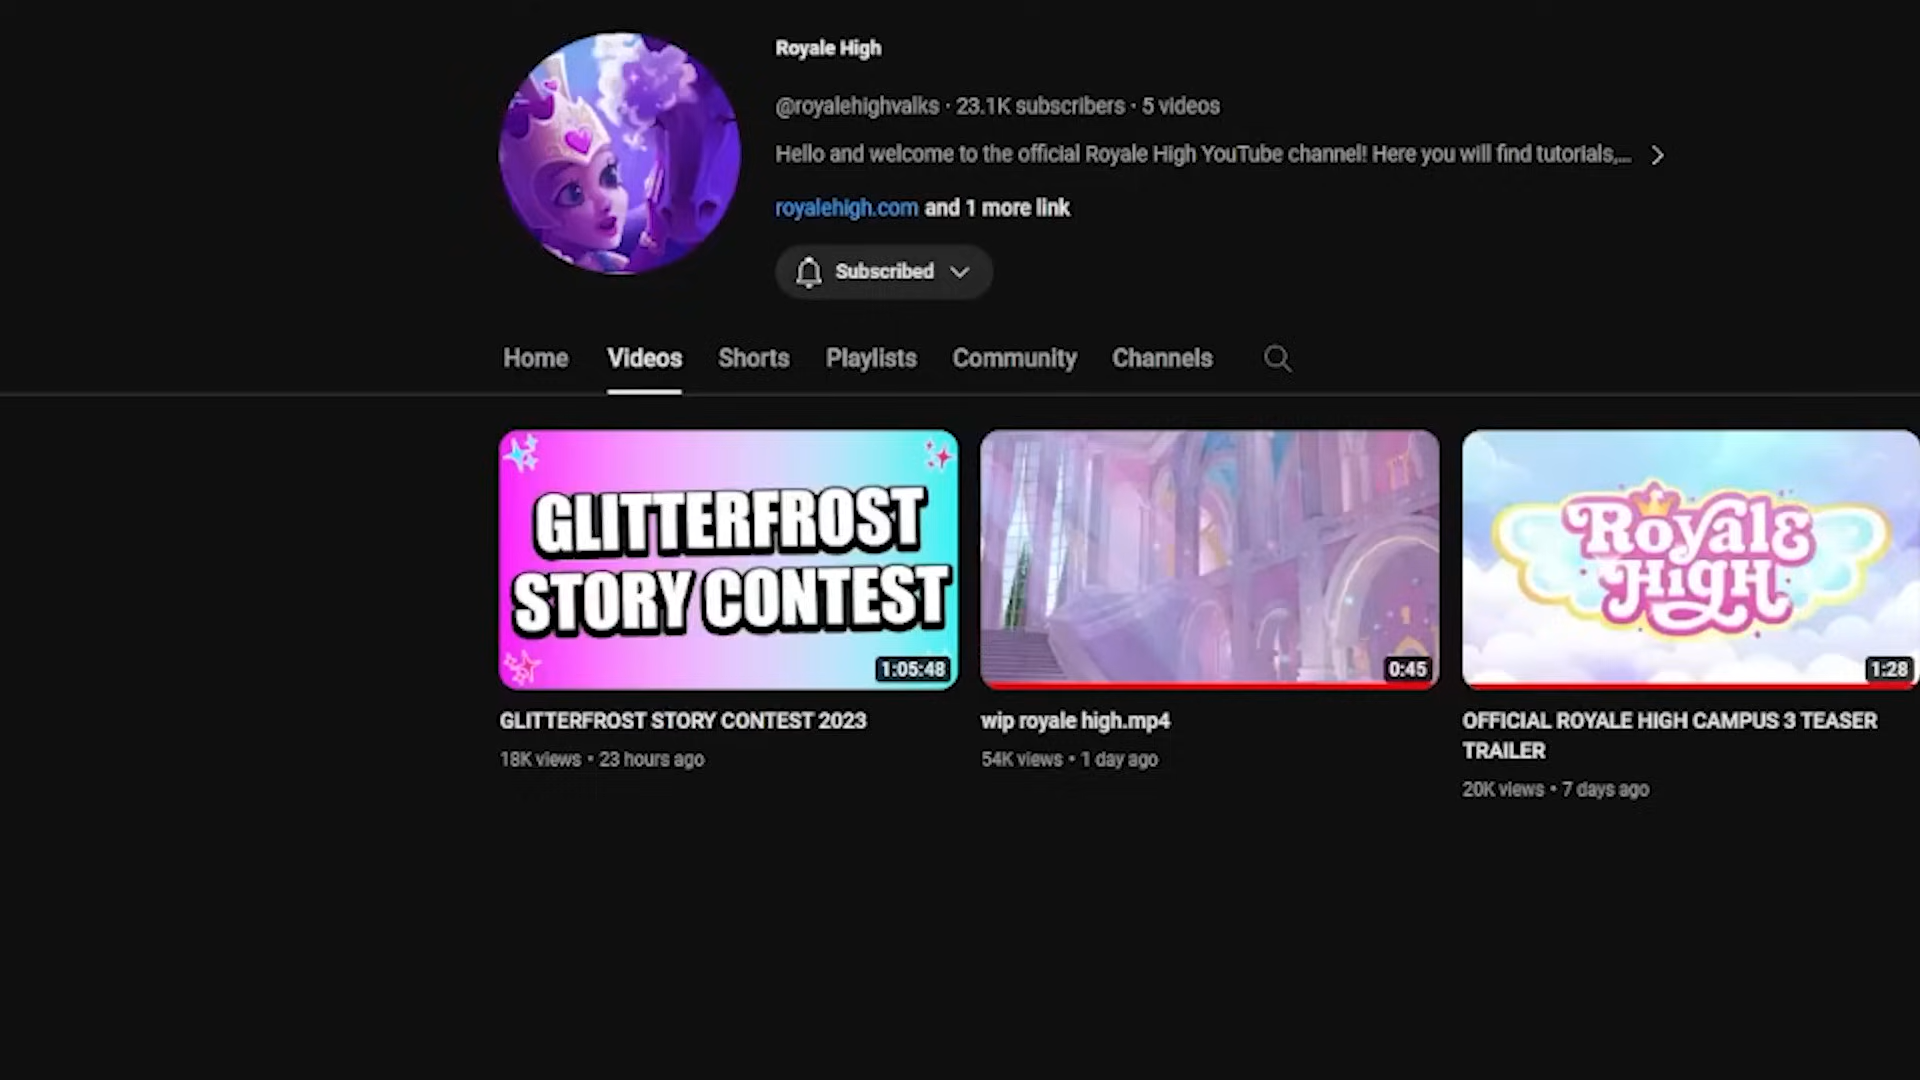 Royale High
@royalehighvalks · 23.1K subscribers · 5 videos
Hello and welcome to the official Royale High YouTube channel! Here you will find tutorials,...
royalehigh.com and 1 more link
Subscribed
Home Videos Shorts Playlists Community Channels
GLITTERFROST
STORY CONTEST
1:05:48
0:45
Royale
High
1:28
GLITTERFROST STORY CONTEST 2023
18K views • 23 hours ago
wip royale high.mp4
54K views • 1 day ago
OFFICIAL ROYALE HIGH CAMPUS 3 TEASER
TRAILER
20K views • 7 days ago